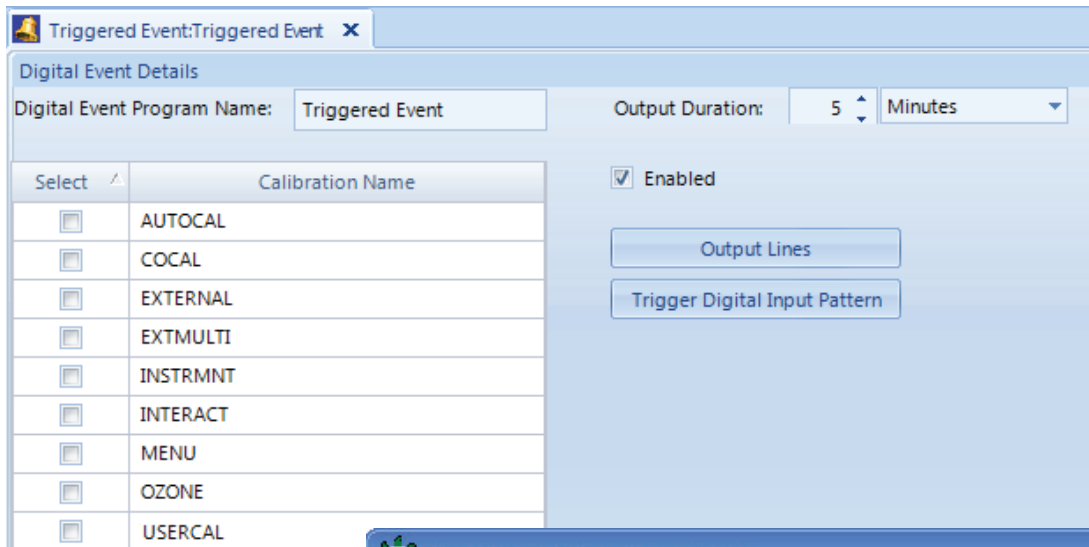 Triggered Event:Triggered Event X
Digital Event Details
Digital Event Program Name: Triggered Event Output Duration: 5 Minutes
Select Calibration Name
Enabled
AUTOCAL
COCAL
EXTERNAL
EXTMULTI
INSTRMNT
INTERACT
MENU
OZONE
USERCAL
Output Lines
Trigger Digital Input Pattern